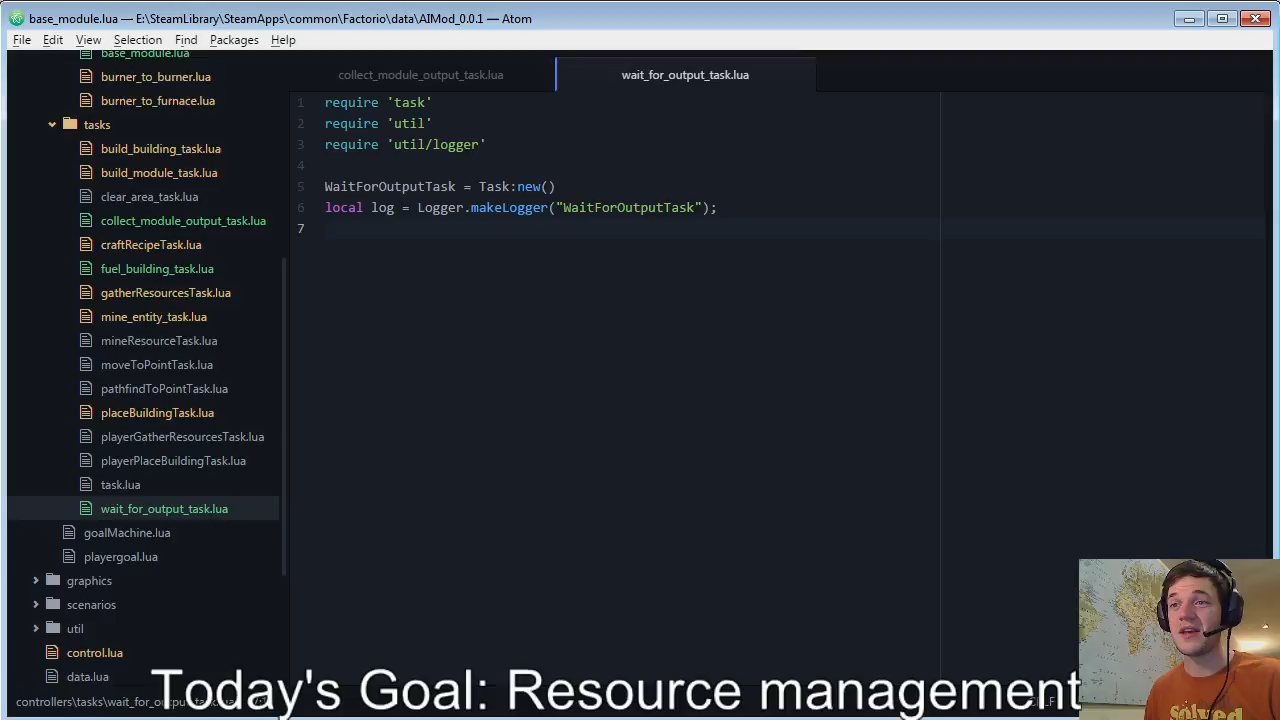 base_module.lua — E:\SteamLibrary\SteamApps\common\Factorio\data\AIMod_0.0.1 — Atom
File Edit View Selection Find Packages Help
base_module.lua
burner_to_burner.lua
burner_to_furnace.lua
tasks
build_building_task.lua
build_module_task.lua
clear_area_task.lua
collect_module_output_task.lua
craftRecipeTask.lua
fuel_building_task.lua
gatherResourcesTask.lua
mine_entity_task.lua
mineResourceTask.lua
moveToPointTask.lua
pathfindToPointTask.lua
placeBuildingTask.lua
playerGatherResourcesTask.lua
playerPlaceBuildingTask.lua
task.lua
wait_for_output_task.lua
goalMachine.lua
playergoal.lua
graphics
scenarios
util
control.lua
data.lua
collect_module_output_task.lua wait_for_output_task.lua
1 require 'task'
2 require 'util'
3 require 'util/logger'
4
5 WaitForOutputTask = Task:new()
6 local log = Logger.makeLogger("WaitForOutputTask");
7
Today's Goal: Resource management
solved